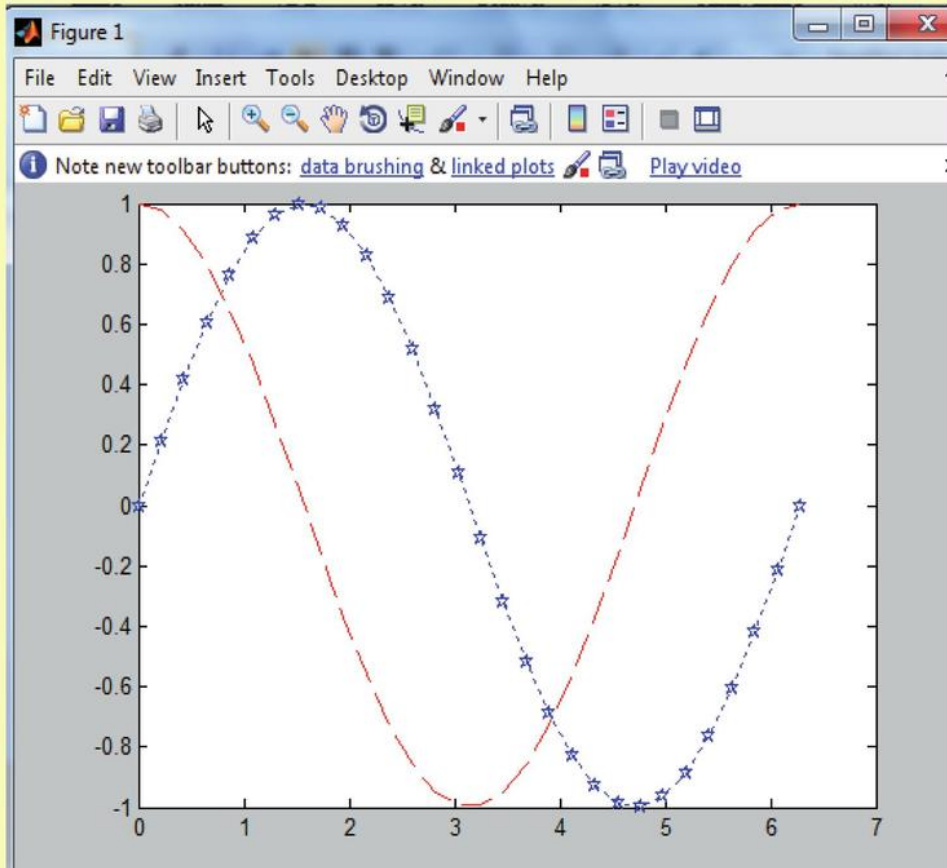 Figure 1
File Edit View Insert Tools Desktop Window Help
Note new toolbar buttons: data brushing & linked plots Play video
1
0.8
0.6
0.4
0.2
0
-0.2
-0.4
-0.6
-0.8
-1
0 1 2 3 4 5 6 7